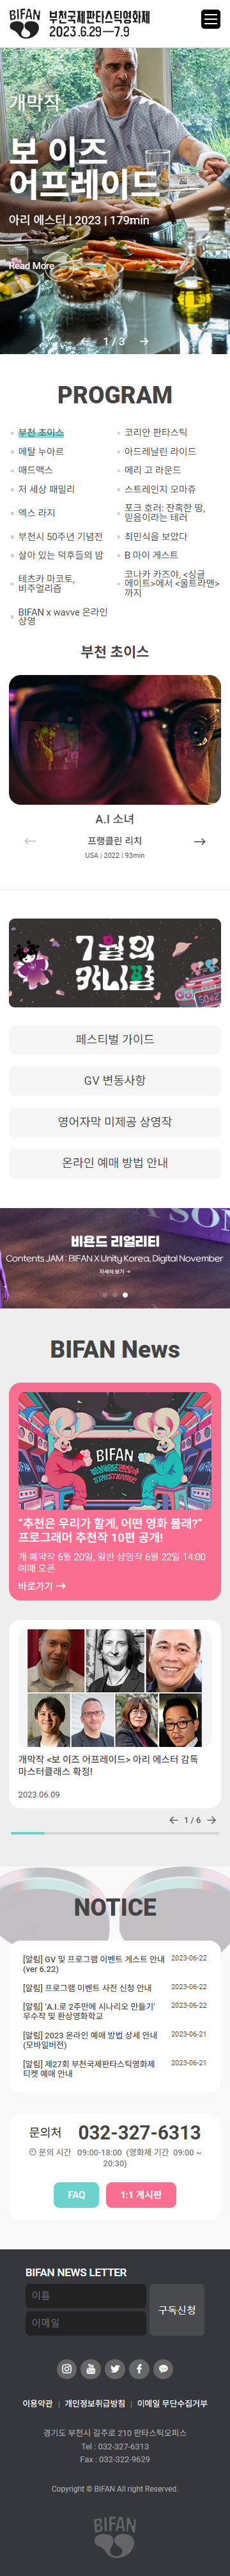 BIFAN
부천국제판타스틱영화제
2023.6.29—7.9
개막작
보 이즈
어프레이드
아리 에스터 | 2023 | 179min
Read More
1 / 3
PROGRAM
부천 초이스
코리안 판타스틱
메탈 누아르
아드레날린 라이드
매드맥스
메리 고 라운드
저 세상 패밀리
스트레인지 오마쥬
엑스 라지
포크 호러: 잔혹한 땅,
믿음이라는 테러
부천시 50주년 기념전
최민식을 보았다
살아 있는 덕후들의 밤
B 마이 게스트
테츠카 마코토,
비주얼리즘
코나카 카즈야, <싱글
에이트>에서 <울트라맨>
까지
BIFAN x wavve 온라인
상영
부천 초이스
A.I 소녀
프랭클린 리치
USA | 2022 | 93min
7월의
카니발
페스티벌 가이드
GV 변동사항
영어자막 미제공 상영작
온라인 예매 방법 안내
비욘드 리얼리티
Contents JAM : BIFAN X Unity Korea, Digital November
자세히 보기 →
BIFAN News
BIFAN
"추천은 우리가 할게, 어떤 영화 볼래?"
프로그래머 추천작 10편 공개!
개·폐막작 6월 20일, 일반 상영작 6월 22일 14:00
예매 오픈
바로가기 →
개막작 <보 이즈 어프레이드> 아리 에스터 감독
마스터클래스 확정!
2023.06.09
1 / 6
NOTICE
[알림] GV 및 프로그램 이벤트 게스트 안내
(ver 6.22)
2023-06-22
[알림] 프로그램 이벤트 사전 신청 안내
2023-06-22
[알림] 'A.I.로 2주만에 시나리오 만들기'
우수작 및 환상영화학교
2023-06-22
[알림] 2023 온라인 예매 방법 상세 안내
(모바일버전)
2023-06-21
[알림] 제27회 부천국제판타스틱영화제
티켓 예매 안내
2023-06-21
문의처 032-327-6313
문의 시간 09:00-18:00 (영화제 기간 09:00 ~
20:30)
FAQ
1:1 게시판
BIFAN NEWS LETTER
이름
이메일
구독신청
이용약관 | 개인정보취급방침 | 이메일 무단수집거부
경기도 부천시 길주로 210 판타스틱오피스
Tel : 032-327-6313
Fax : 032-322-9629
Copyright © BIFAN All right Reserved.
BIFAN